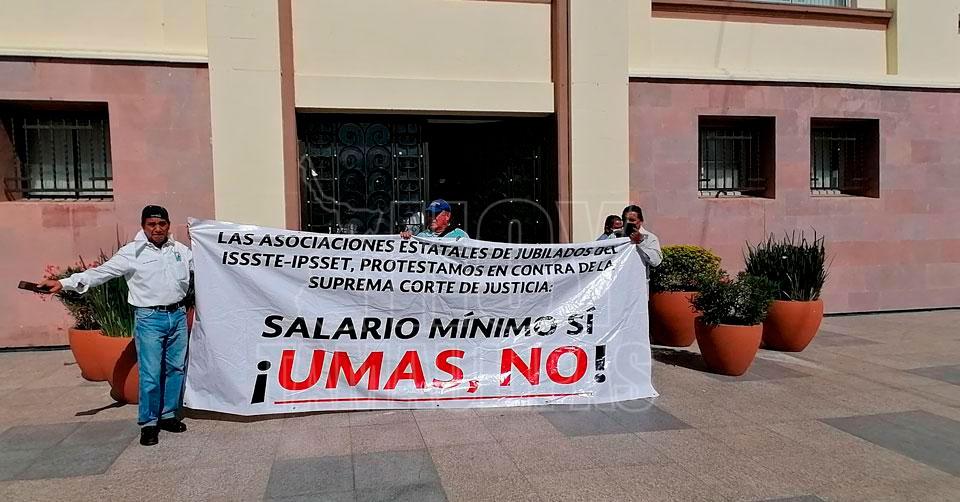 LAS ASOCIACIONES ESTATALES DE JUBILADOS DEL
ISSSTE-IPSSET, PROTESTAMOS EN CONTRA DE LA
SUPREMA CORTE DE JUSTICIA:
SALARIO MÍNIMO SÍ
¡UMAS, NO!